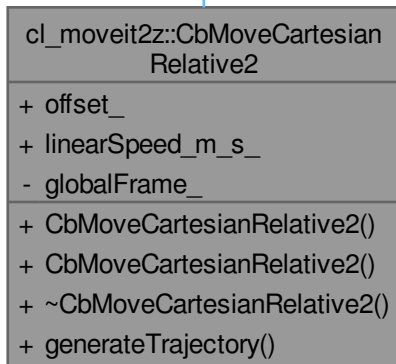 cl_moveit2z::CbMoveCartesian
Relative2
+ offset_
+ linearSpeed_m_s_
- globalFrame_
+ CbMoveCartesianRelative2()
+ CbMoveCartesianRelative2()
+ ~CbMoveCartesianRelative2()
+ generateTrajectory()